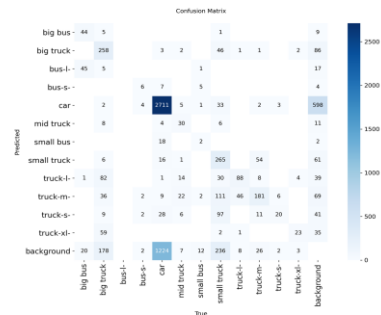 Confusion Matrix
big bus 44 5 1 9
big truck 258 3 2 46 1 1 2 86
bus-l- 45 5 1 17
bus-s- 6 7 5 4
car 2 4 2711 5 1 33 2 3 598
mid truck 8 4 30 6 11
small bus 18 2 2
small truck 6 16 1 265 54 61
truck-l- 1 82 1 14 30 88 8 4 39
truck-m- 36 2 9 22 2 111 46 181 6 69
truck-s- 9 2 28 6 97 11 20 41
truck-xl- 59 2 1 23 35
background 20 178 2 1224 7 12 236 8 26 2 3
big bus
big truck
bus-l-
bus-s-
car
mid truck
small bus
small truck
truck-l-
truck-m-
truck-s-
truck-xl-
background
True
Predicted
2500
2000
1500
1000
500
0